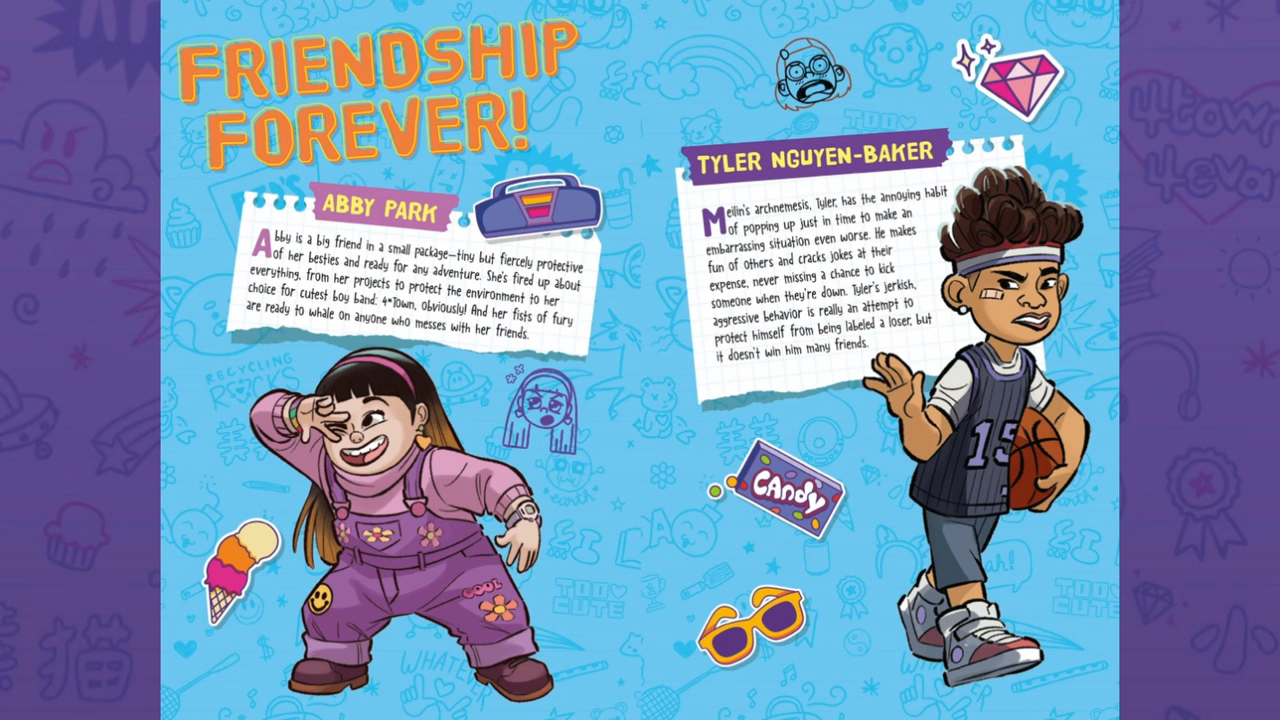 FRIENDSHIP
FOREVER!
ABBY PARK
Abby is a big friend in a small package—tiny but fiercely protective
of her besties and ready for any adventure. She's fired up about
everything, from her projects to protect the environment to her
choice for cutest boy band: 4*Town, obviously! And her fists of fury
are ready to whale on anyone who messes with her friends.
RECYCLING
ROCKS
COOL
TOO
CUTE
TYLER NGUYEN-BAKER
Meilin's archnemesis, Tyler, has the annoying habit
of popping up just in time to make an
embarrassing situation even worse. He makes
fun of others and cracks jokes at their
expense, never missing a chance to kick
someone when they're down. Tyler's jerkish,
aggressive behavior is really an attempt to
protect himself from being labeled a loser, but
it doesn't win him many friends.
15
CAndy
TOO
TOO
CUTE
4*town
4eva
猫
美